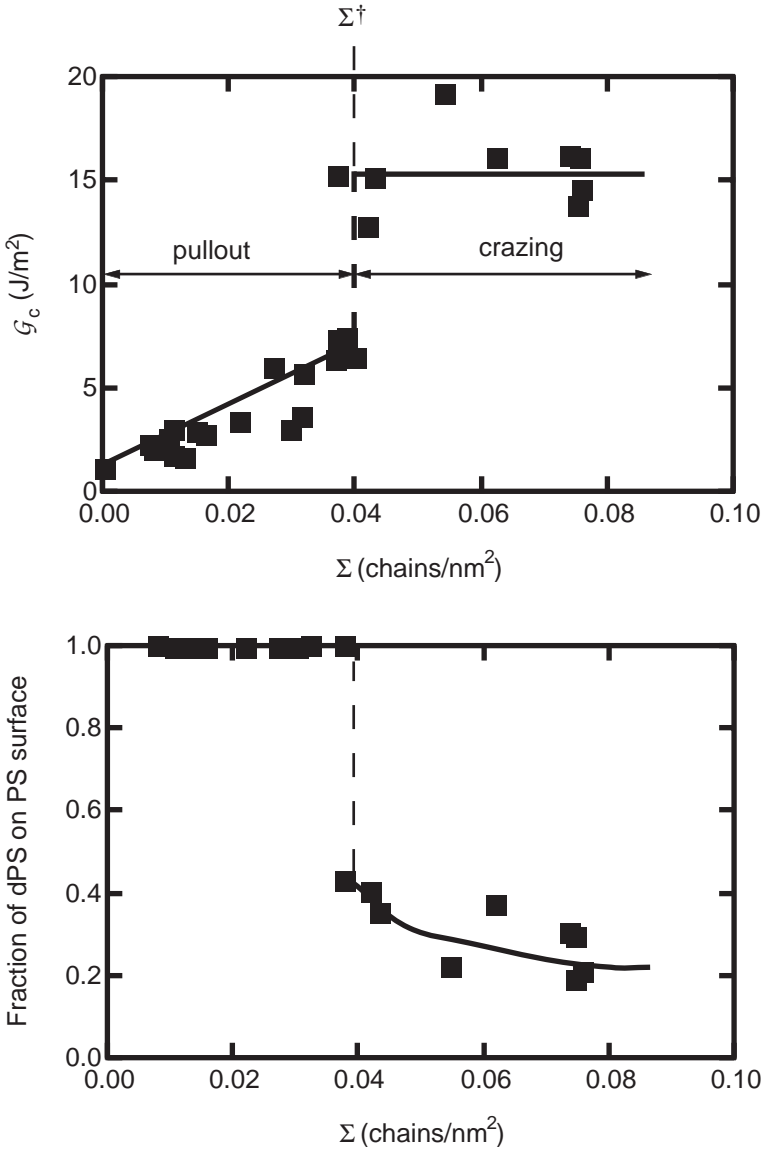 Σ†
20
15
10
5
0
pullout
crazing
𝒢c (J/m²)
0.00 0.02 0.04 0.06 0.08 0.10
Σ (chains/nm²)
1.0
0.8
0.6
0.4
0.2
0.0
Fraction of dPS on PS surface
0.00 0.02 0.04 0.06 0.08 0.10
Σ (chains/nm²)